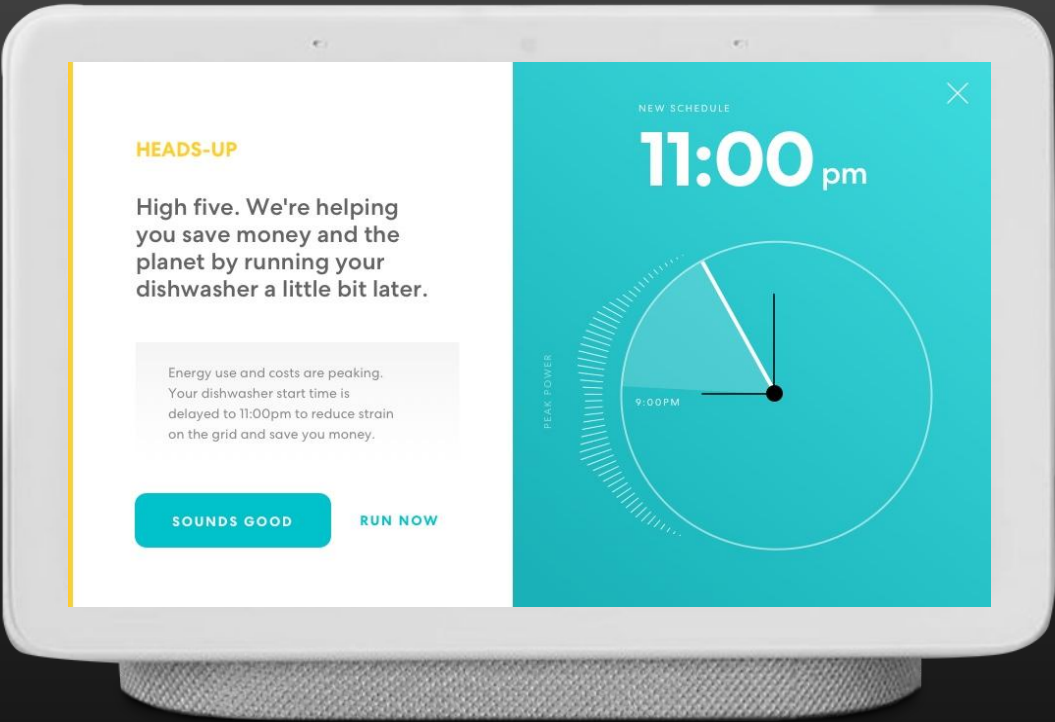 HEADS-UP
High five. We're helping
you save money and the
planet by running your
dishwasher a little bit later.
Energy use and costs are peaking.
Your dishwasher start time is
delayed to 11:00pm to reduce strain
on the grid and save you money.
SOUNDS GOOD
RUN NOW
NEW SCHEDULE
11:00 pm
PEAK POWER
9:00PM